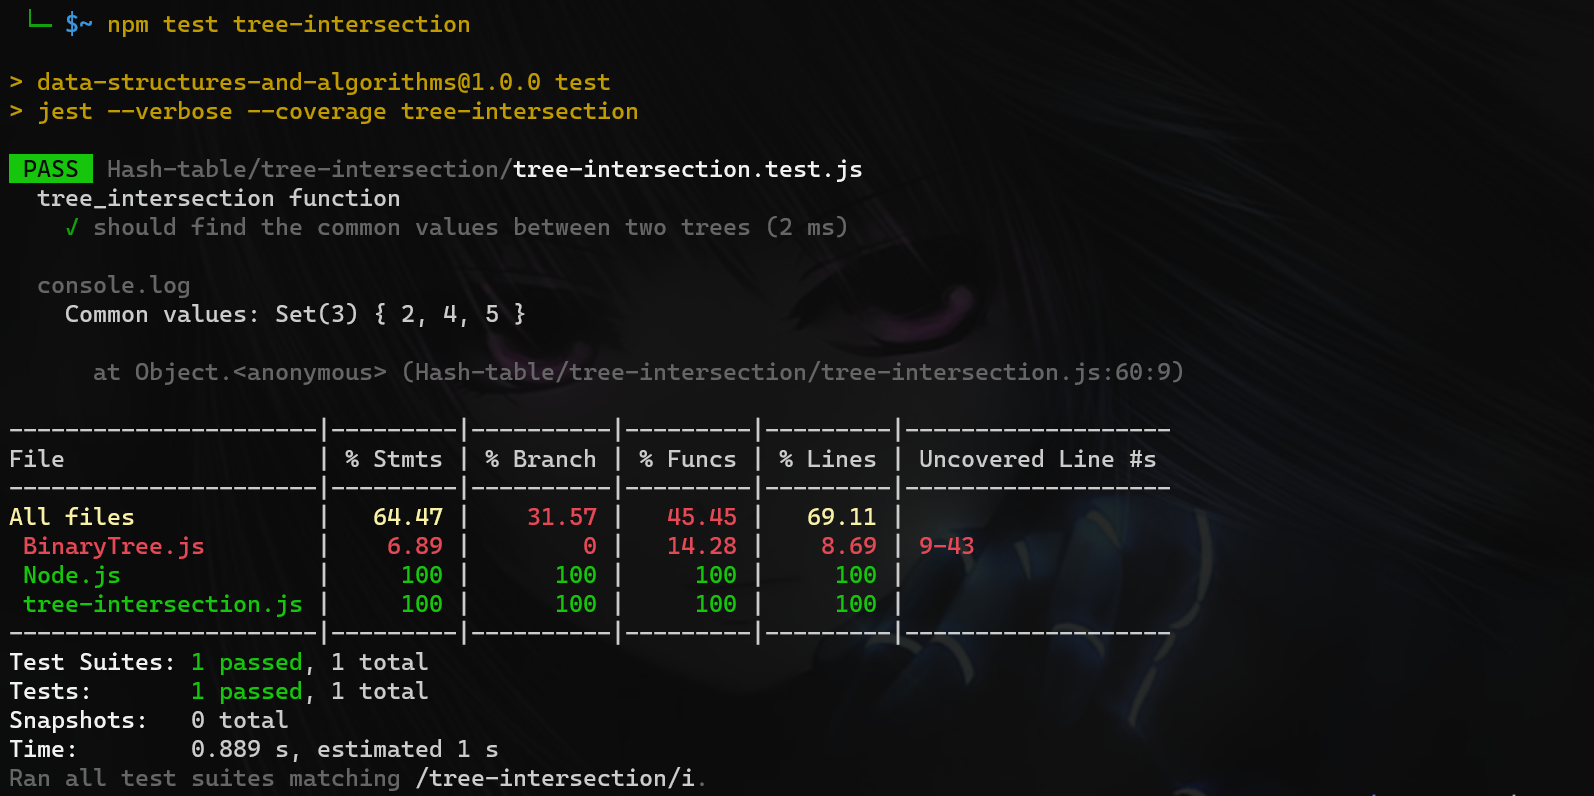 └─ $~ npm test tree-intersection
> data-structures-and-algorithms@1.0.0 test
> jest --verbose --coverage tree-intersection
PASS Hash-table/tree-intersection/tree-intersection.test.js
tree_intersection function
√ should find the common values between two trees (2 ms)
console.log
Common values: Set(3) { 2, 4, 5 }
at Object.<anonymous> (Hash-table/tree-intersection/tree-intersection.js:60:9)
----------------------|---------|----------|---------|---------|-------------------
File                  | % Stmts | % Branch | % Funcs | % Lines | Uncovered Line #s
----------------------|---------|----------|---------|---------|-------------------
All files             |   64.47 |    31.57 |   45.45 |   69.11 |
 BinaryTree.js        |    6.89 |        0 |   14.28 |    8.69 | 9-43
 Node.js              |     100 |      100 |     100 |     100 |
 tree-intersection.js |     100 |      100 |     100 |     100 |
----------------------|---------|----------|---------|---------|-------------------
Test Suites: 1 passed, 1 total
Tests:       1 passed, 1 total
Snapshots:   0 total
Time:        0.889 s, estimated 1 s
Ran all test suites matching /tree-intersection/i.